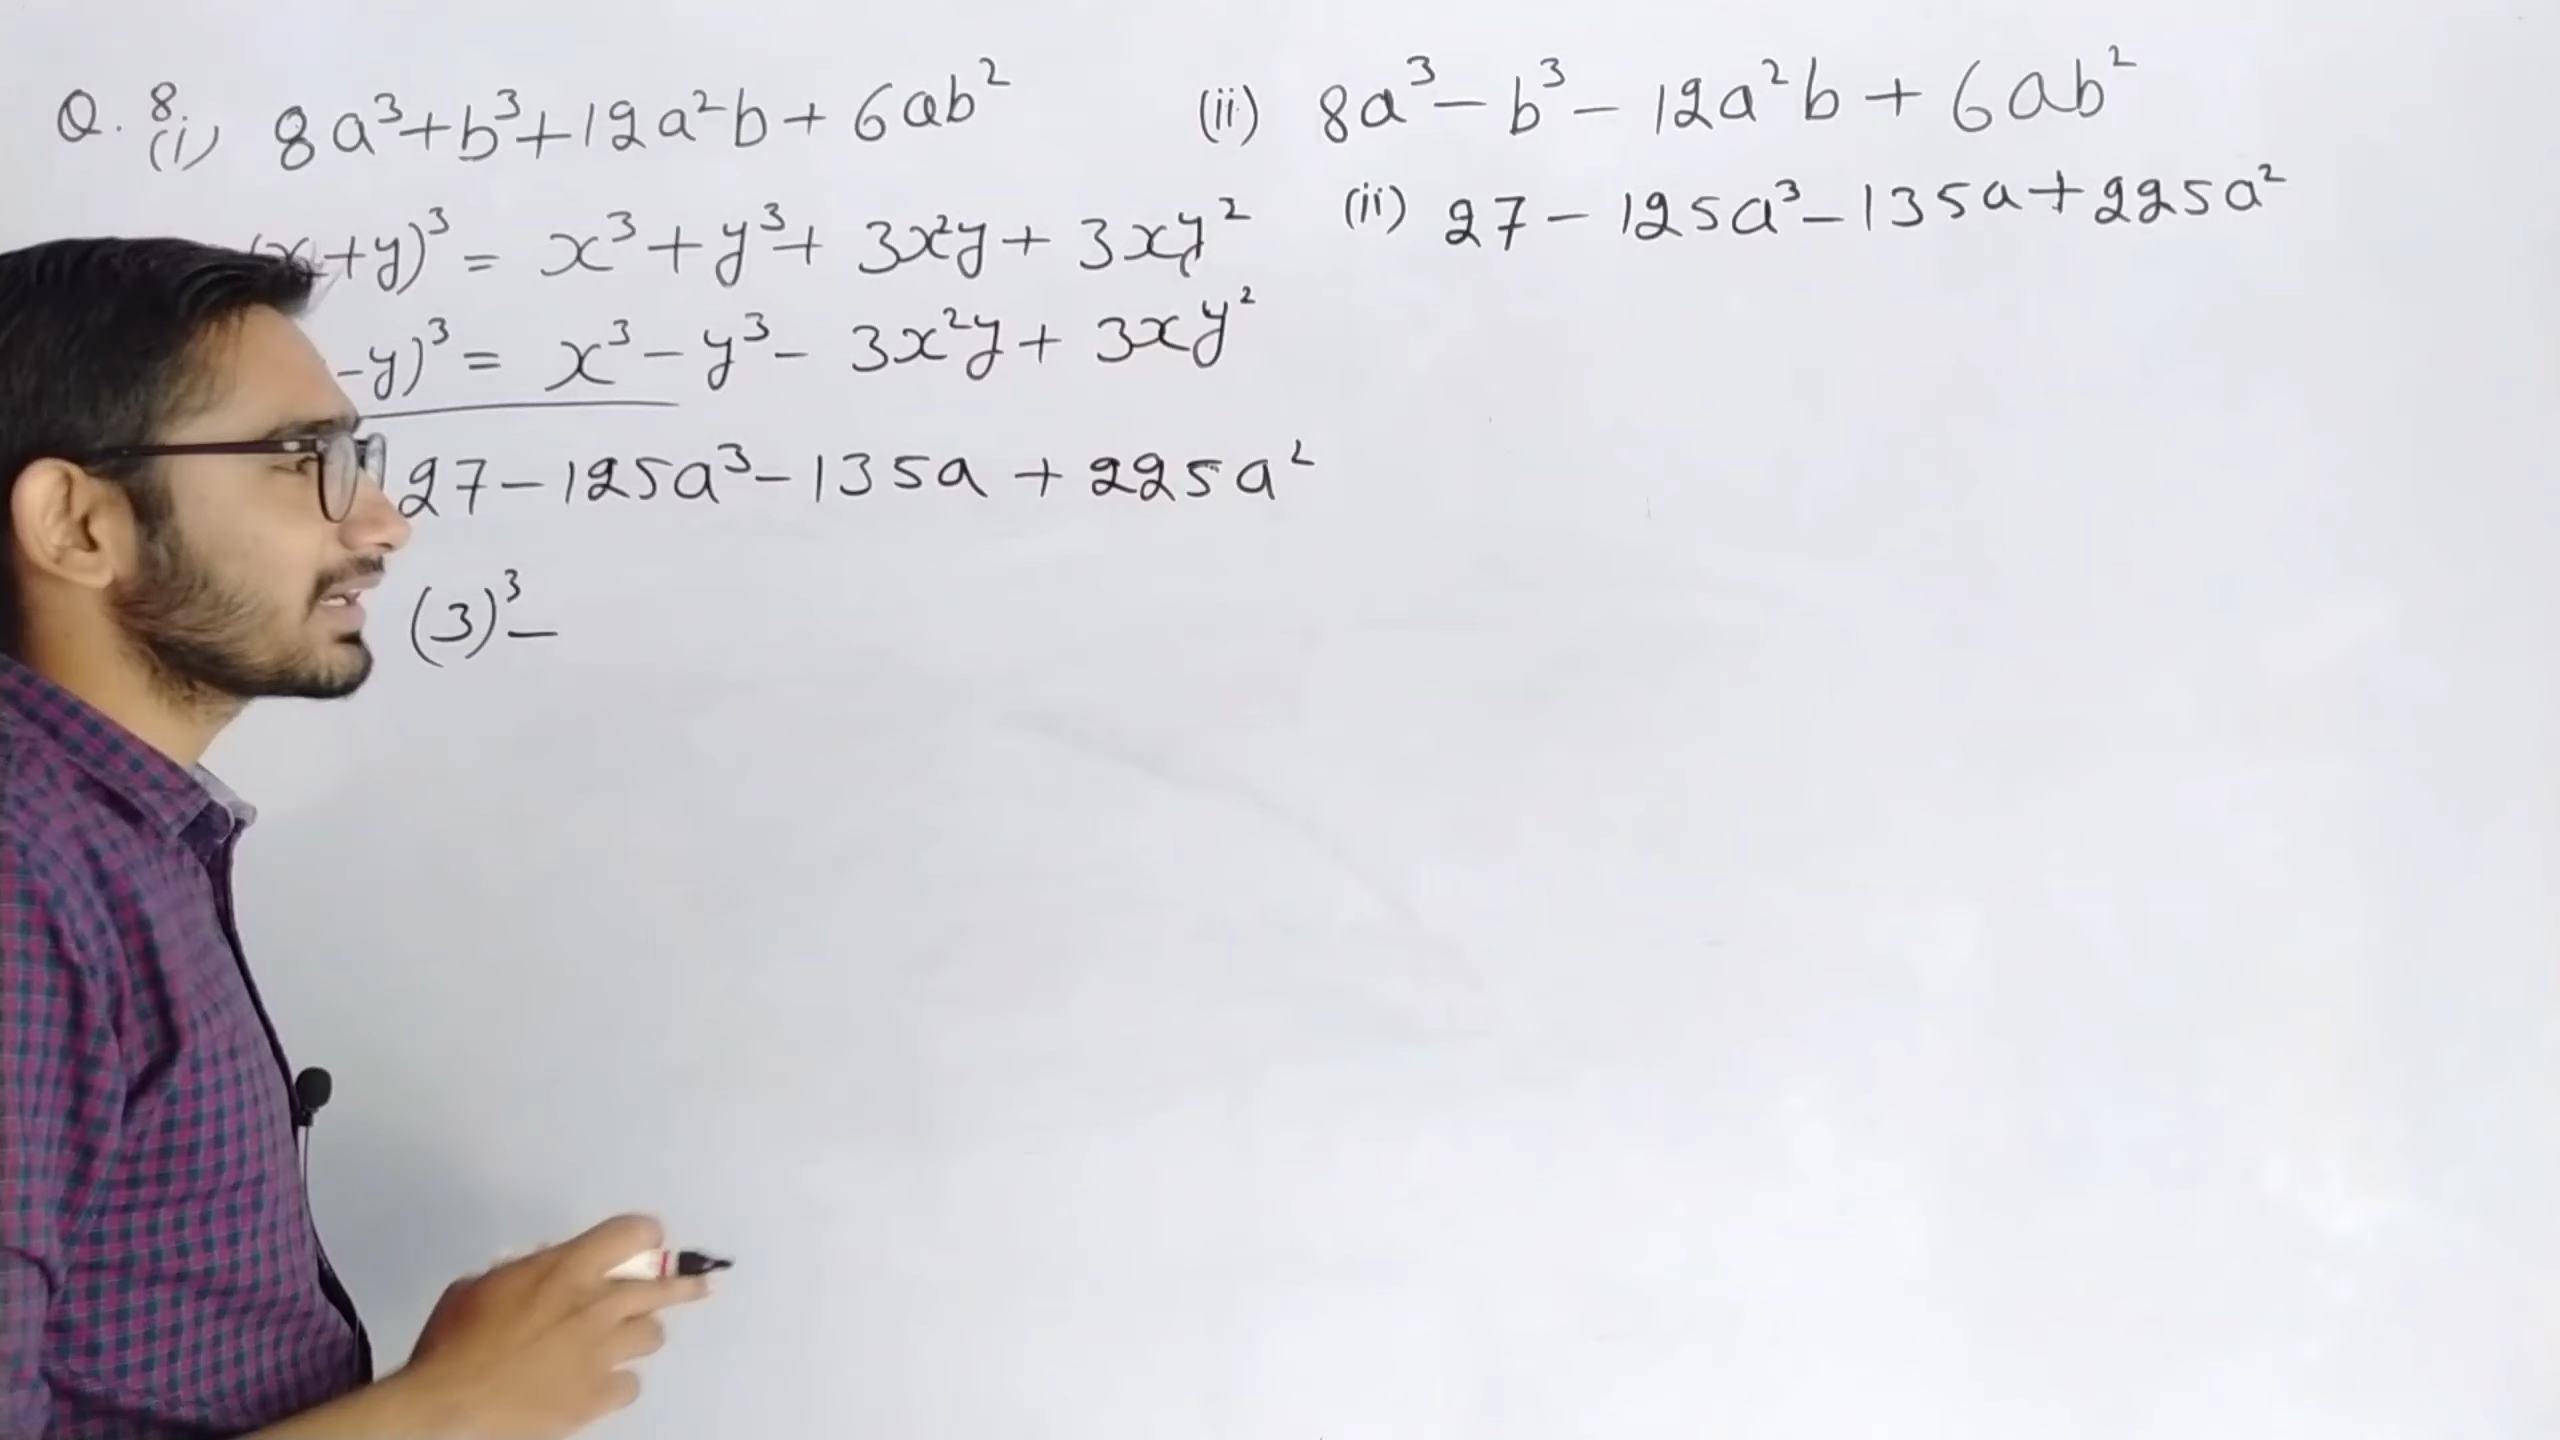 Q. 8. (i) 8a³+b³+12a²b+6ab²
(ii) 8a³-b³-12a²b+6ab²
(ii) 27-125a³-135a+225a²
(x+y)³ = x³+y³+3x²y+3xy²
-y)³ = x³-y³-3x²y+3xy²
27-125a³-135a+225a²
(3)³-